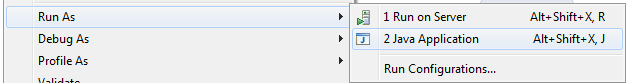 Run As
Debug As
Profile As
Validate
1 Run on Server Alt+Shift+X, R
2 Java Application Alt+Shift+X, J
Run Configurations...